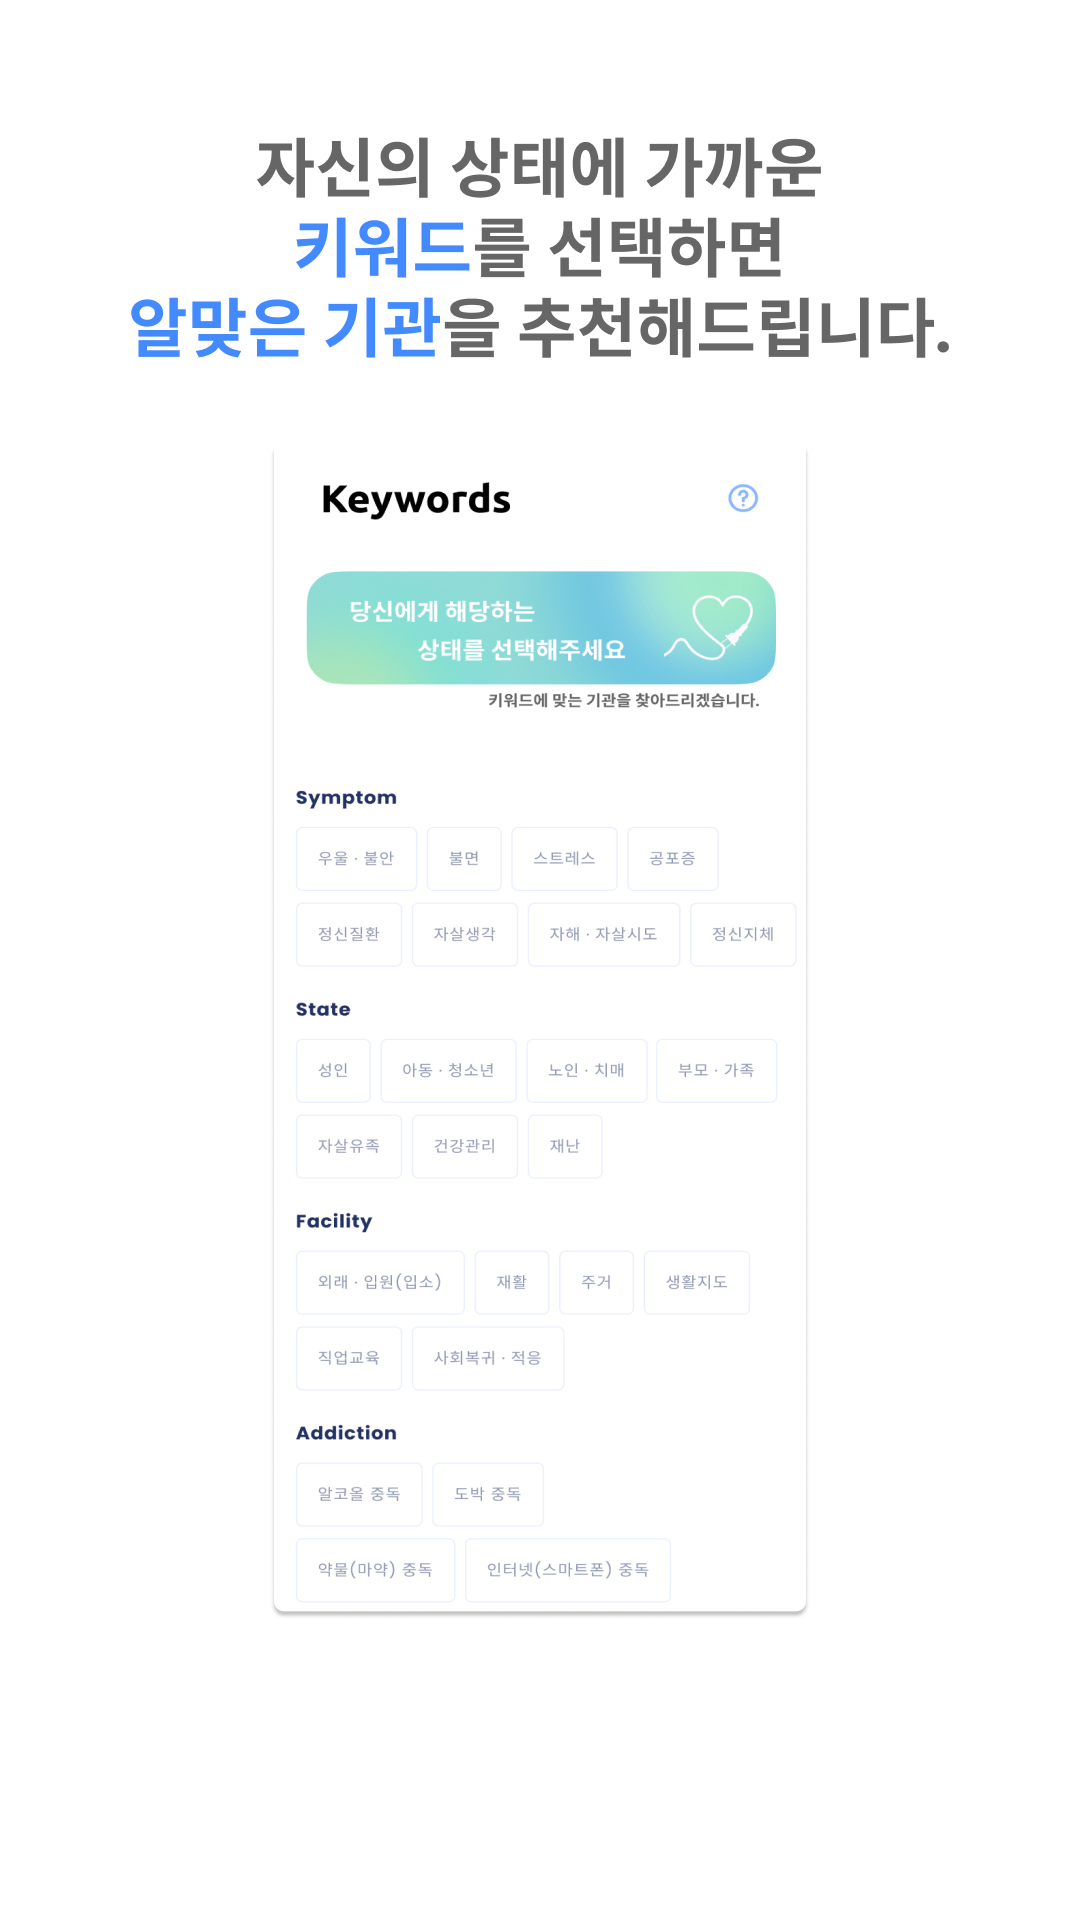 자신의 상태에 가까운
키워드를 선택하면
알맞은 기관을 추천해드립니다.
Keywords
?
당신에게 해당하는
상태를 선택해주세요
키워드에 맞는 기관을 찾아드리겠습니다.
Symptom
우울 · 불안 불면 스트레스 공포증
정신질환 자살생각 자해 · 자살시도 정신지체
State
성인 아동 · 청소년 노인 · 치매 부모 · 가족
자살유족 건강관리 재난
Facility
외래 · 입원(입소) 재활 주거 생활지도
직업교육 사회복귀 · 적응
Addiction
알코올 중독 도박 중독
약물(마약) 중독 인터넷(스마트폰) 중독